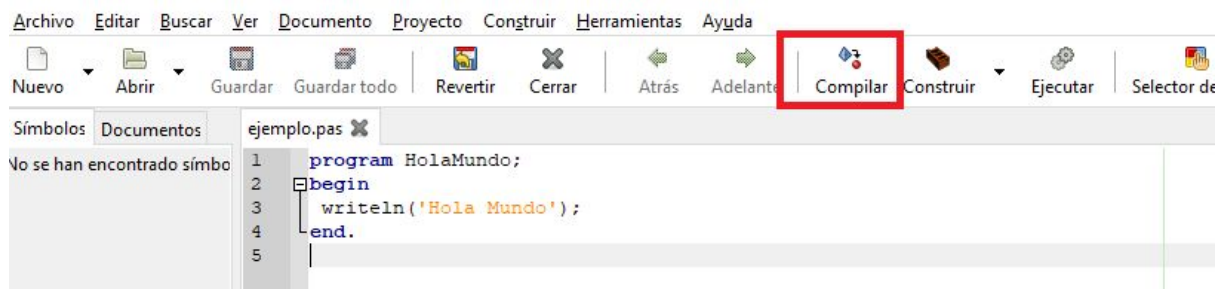 Archivo Editar Buscar Ver Documento Proyecto Construir Herramientas Ayuda
Nuevo Abrir Guardar Guardar todo Revertir Cerrar Atrás Adelante Compilar Construir Ejecutar Selector de
Símbolos Documentos ejemplo.pas
No se han encontrado símbo
1 program HolaMundo;
2 begin
3 writeln('Hola Mundo');
4 end.
5